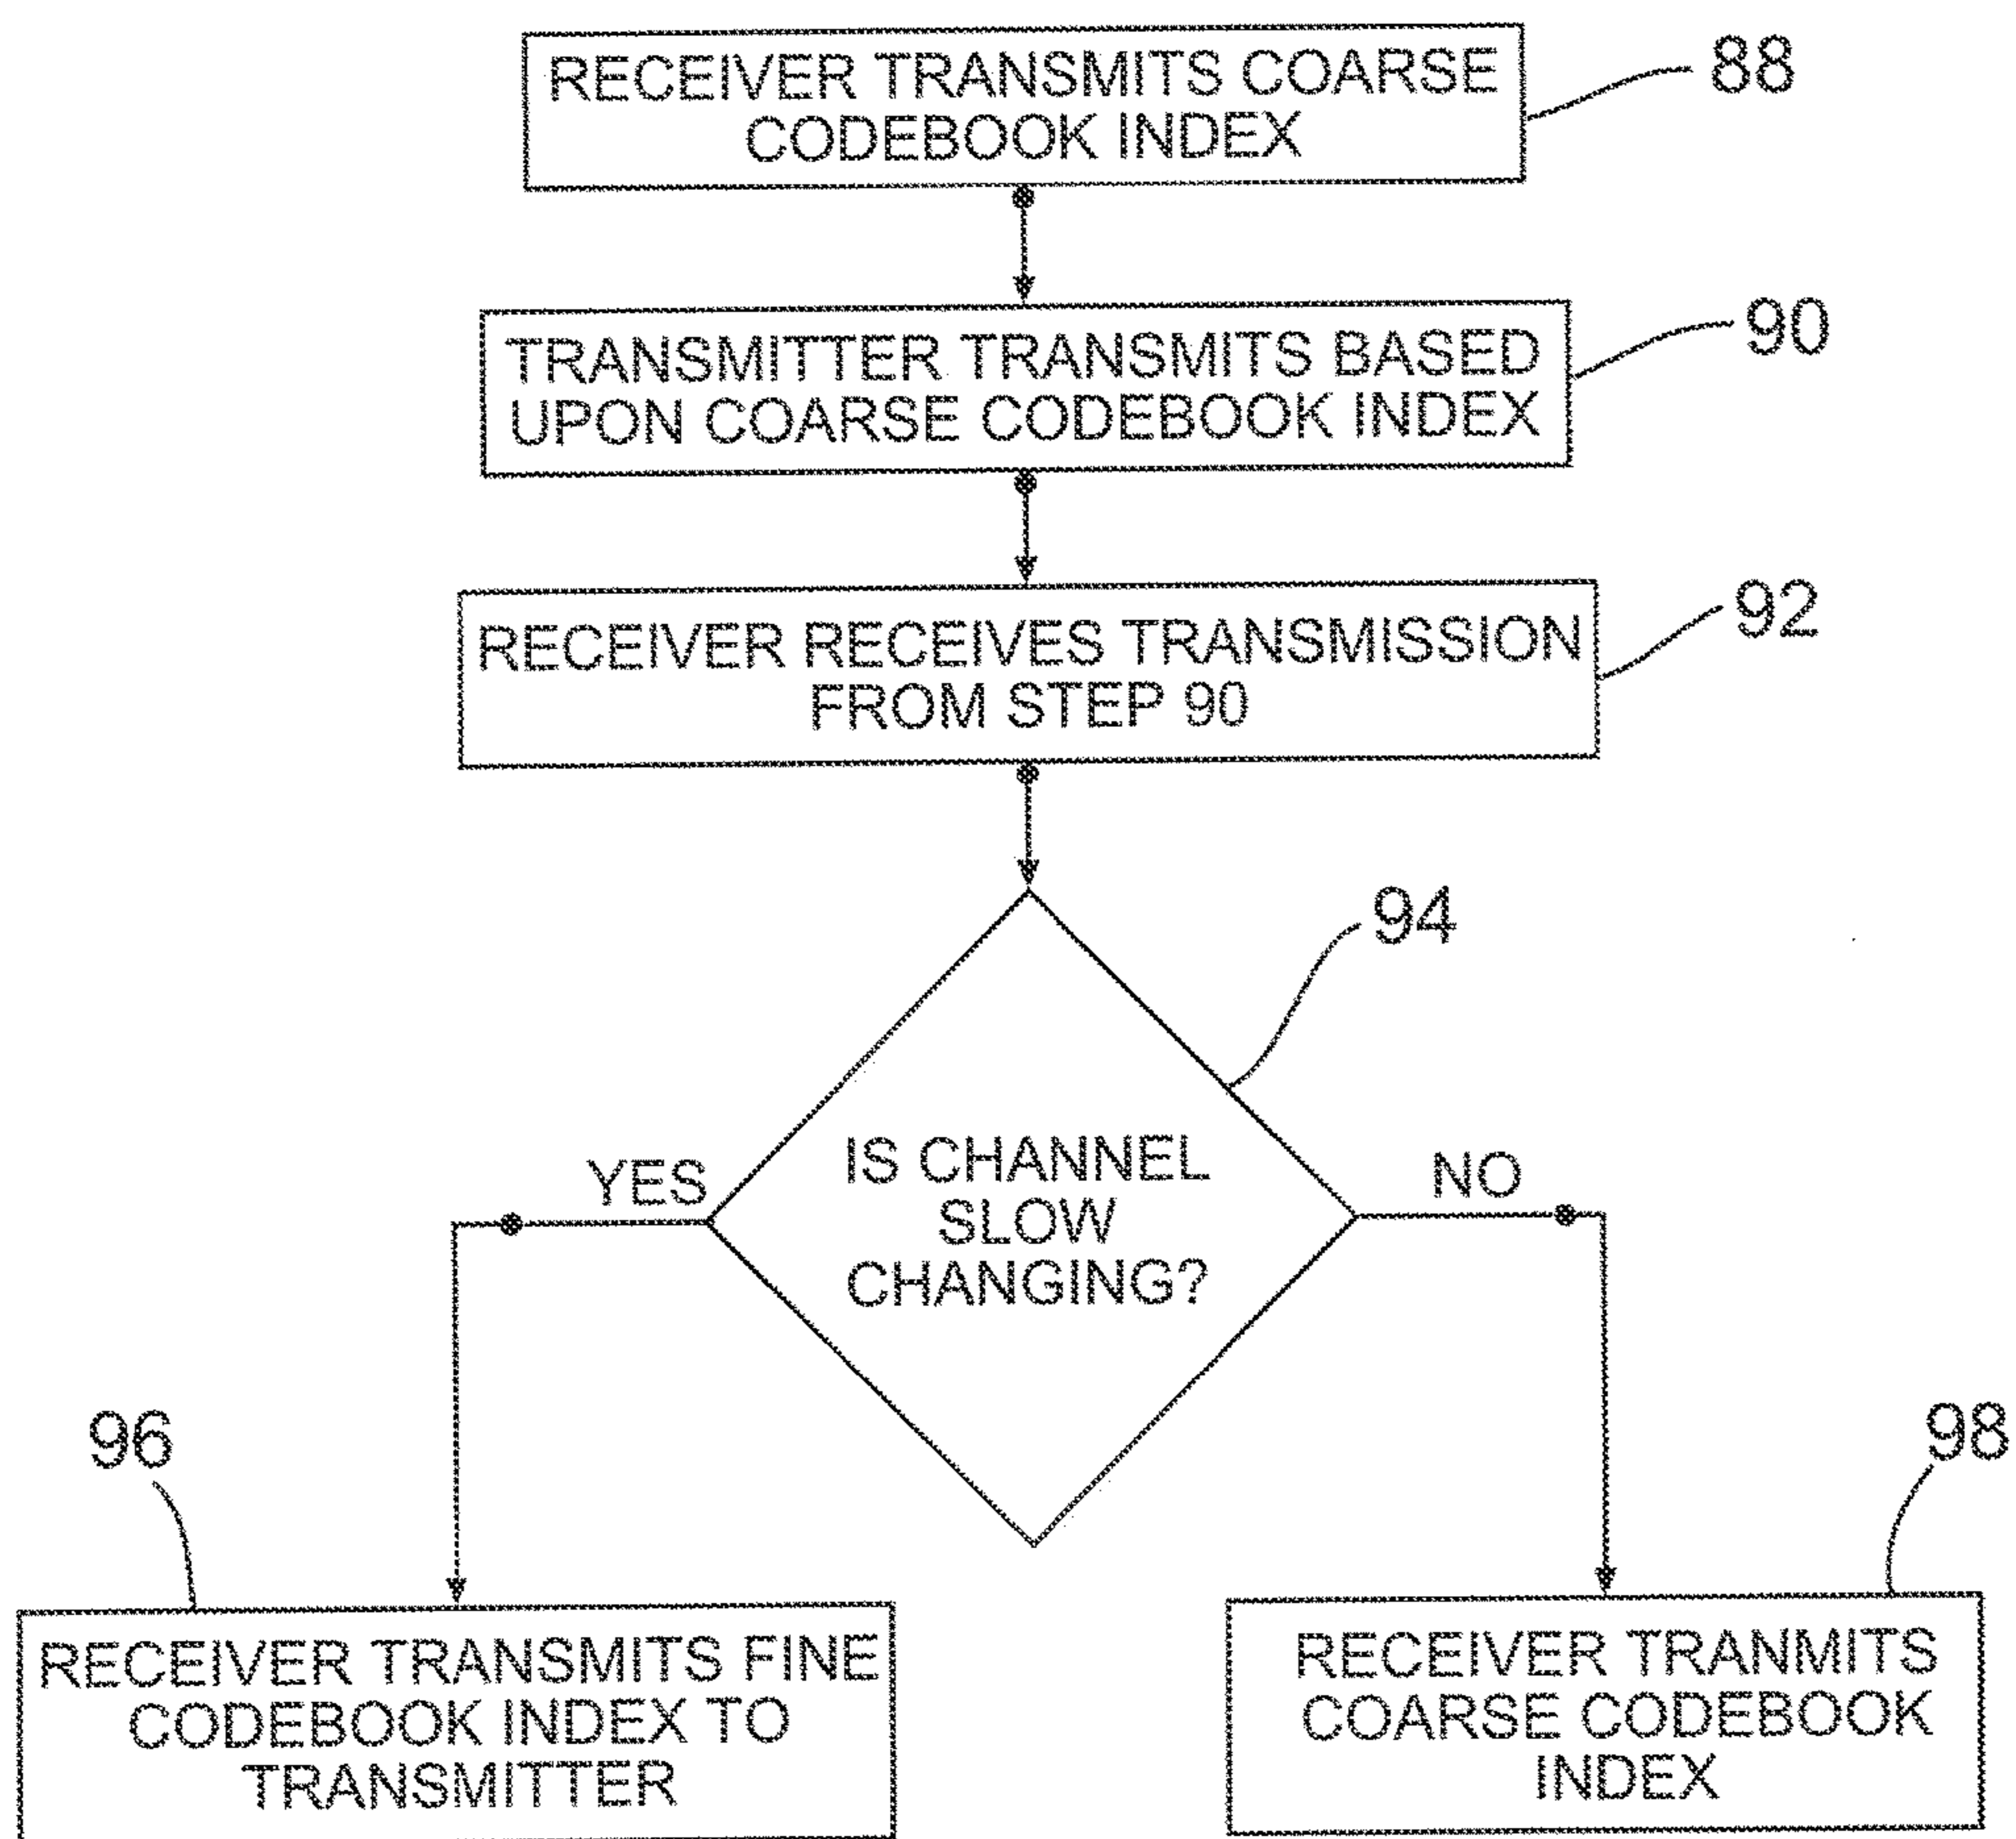 RECEIVER TRANSMITS COARSE
CODEBOOK INDEX
88
TRANSMITTER TRANSMITS BASED
UPON COARSE CODEBOOK INDEX
90
RECEIVER RECEIVES TRANSMISSION
FROM STEP 90
92
94
IS CHANNEL
SLOW
CHANGING?
YES
NO
96
98
RECEIVER TRANSMITS FINE
CODEBOOK INDEX TO
TRANSMITTER
RECEIVER TRANMITS
COARSE CODEBOOK
INDEX